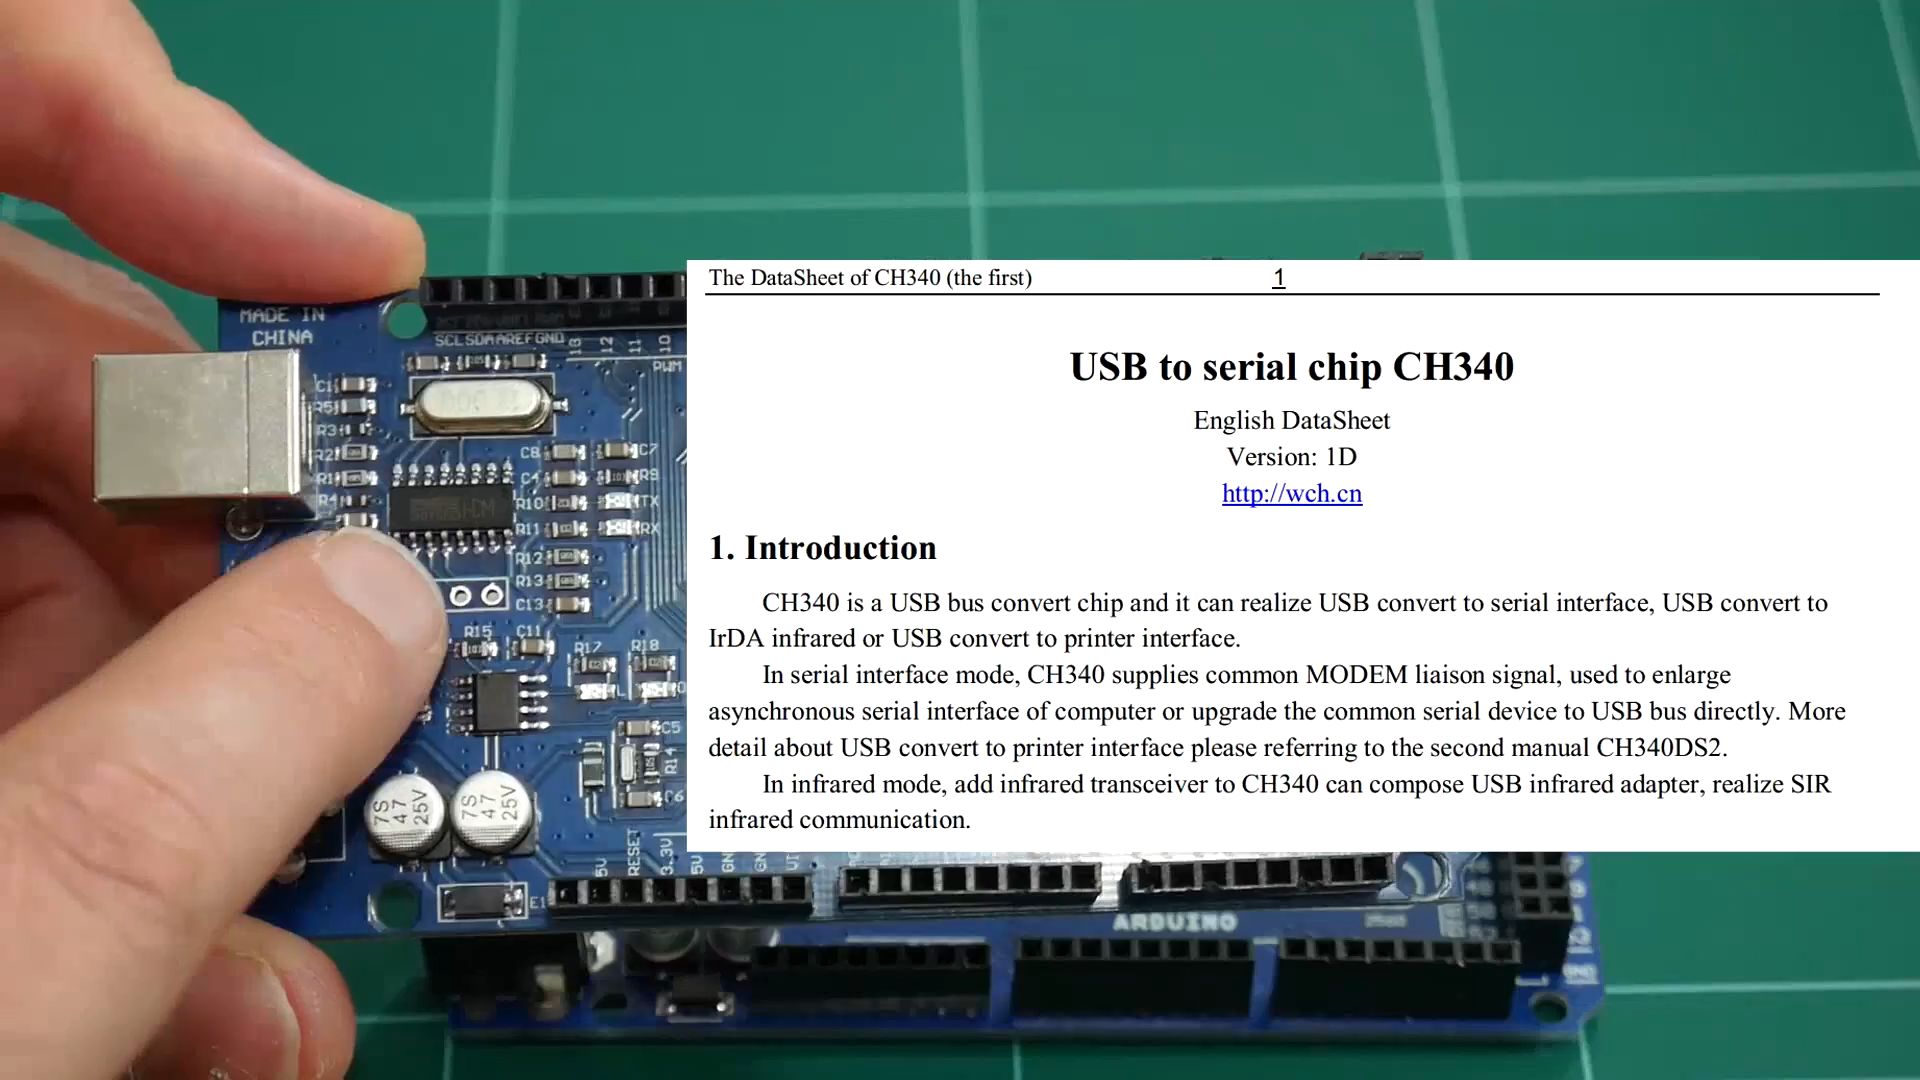 The DataSheet of CH340 (the first) 1
USB to serial chip CH340
English DataSheet
Version: 1D
http://wch.cn
1. Introduction
CH340 is a USB bus convert chip and it can realize USB convert to serial interface, USB convert to
IrDA infrared or USB convert to printer interface.
In serial interface mode, CH340 supplies common MODEM liaison signal, used to enlarge
asynchronous serial interface of computer or upgrade the common serial device to USB bus directly. More
detail about USB convert to printer interface please referring to the second manual CH340DS2.
In infrared mode, add infrared transceiver to CH340 can compose USB infrared adapter, realize SIR
infrared communication.
MADE IN
CHINA
SCL SDA AREF GND 13 12 11 10
PWM
C1
R5
R3
R2
R1
R4
C8 C7
C4 R9
R10 TX
R11 RX
R12
R13
C13
R15 C11 R17 R18
L
C5
R14
C6
7S
47
25V
7S
47
25V
5V RESET 3.3V 5V
E1
ARDUINO